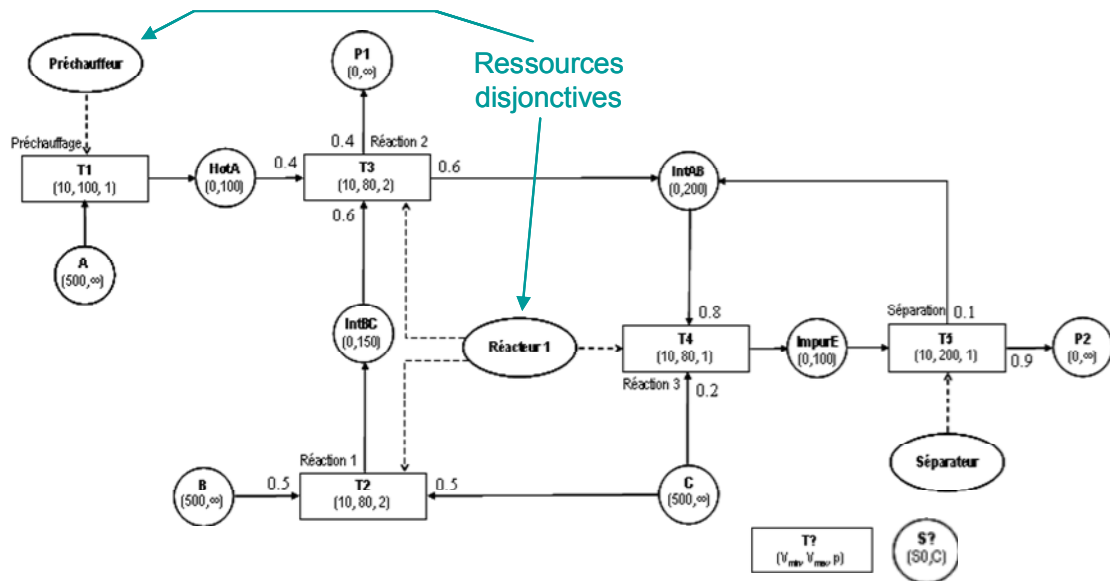 Préchauffeur
P1
(0,∞)
Ressources
disjonctives
Préchauffage
0.4
Réaction 2
T1
(10, 100, 1)
HotA
(0,100)
0.4
T3
(10, 80, 2)
0.6
IntAB
(0,200)
0.6
A
(500,∞)
IntBC
(0,150)
Réacteur 1
0.8
T4
(10, 80, 1)
Réaction 3
0.2
ImpurE
(0,100)
Séparation
0.1
T5
(10, 200, 1)
0.9
P2
(0,∞)
Séparateur
Réaction 1
B
(500,∞)
0.5
T2
(10, 80, 2)
0.5
C
(500,∞)
T?
(Vmin, Vmax, p)
S?
(S0,C)